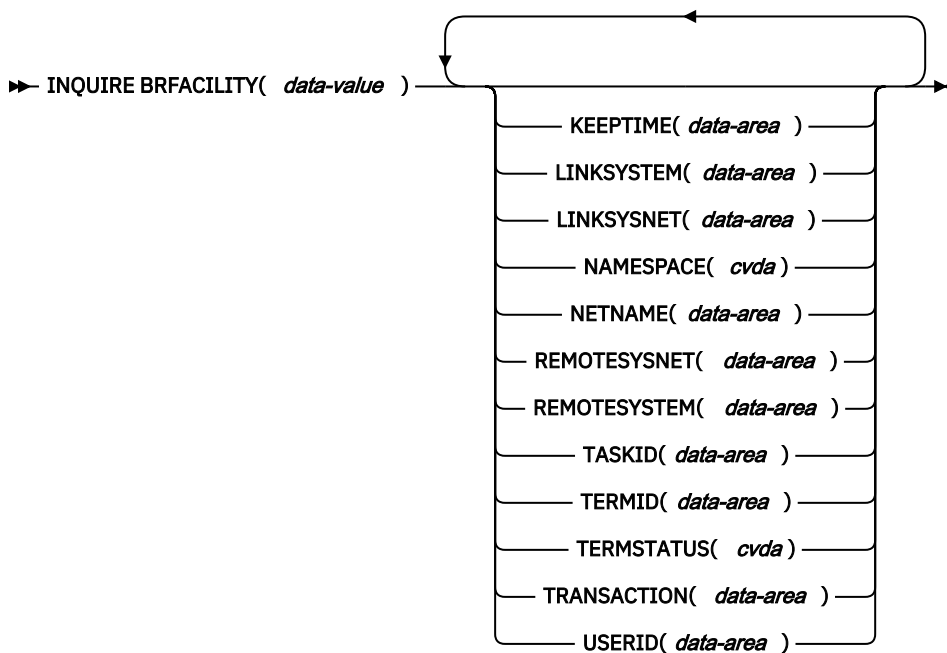 INQUIRE BRFACILITY( data-value )
KEEPTIME( data-area )
LINKSYSTEM( data-area )
LINKSYSNET( data-area )
NAMESPACE( cvda )
NETNAME( data-area )
REMOTESYSNET( data-area )
REMOTESYSTEM( data-area )
TASKID( data-area )
TERMID( data-area )
TERMSTATUS( cvda )
TRANSACTION( data-area )
USERID( data-area )